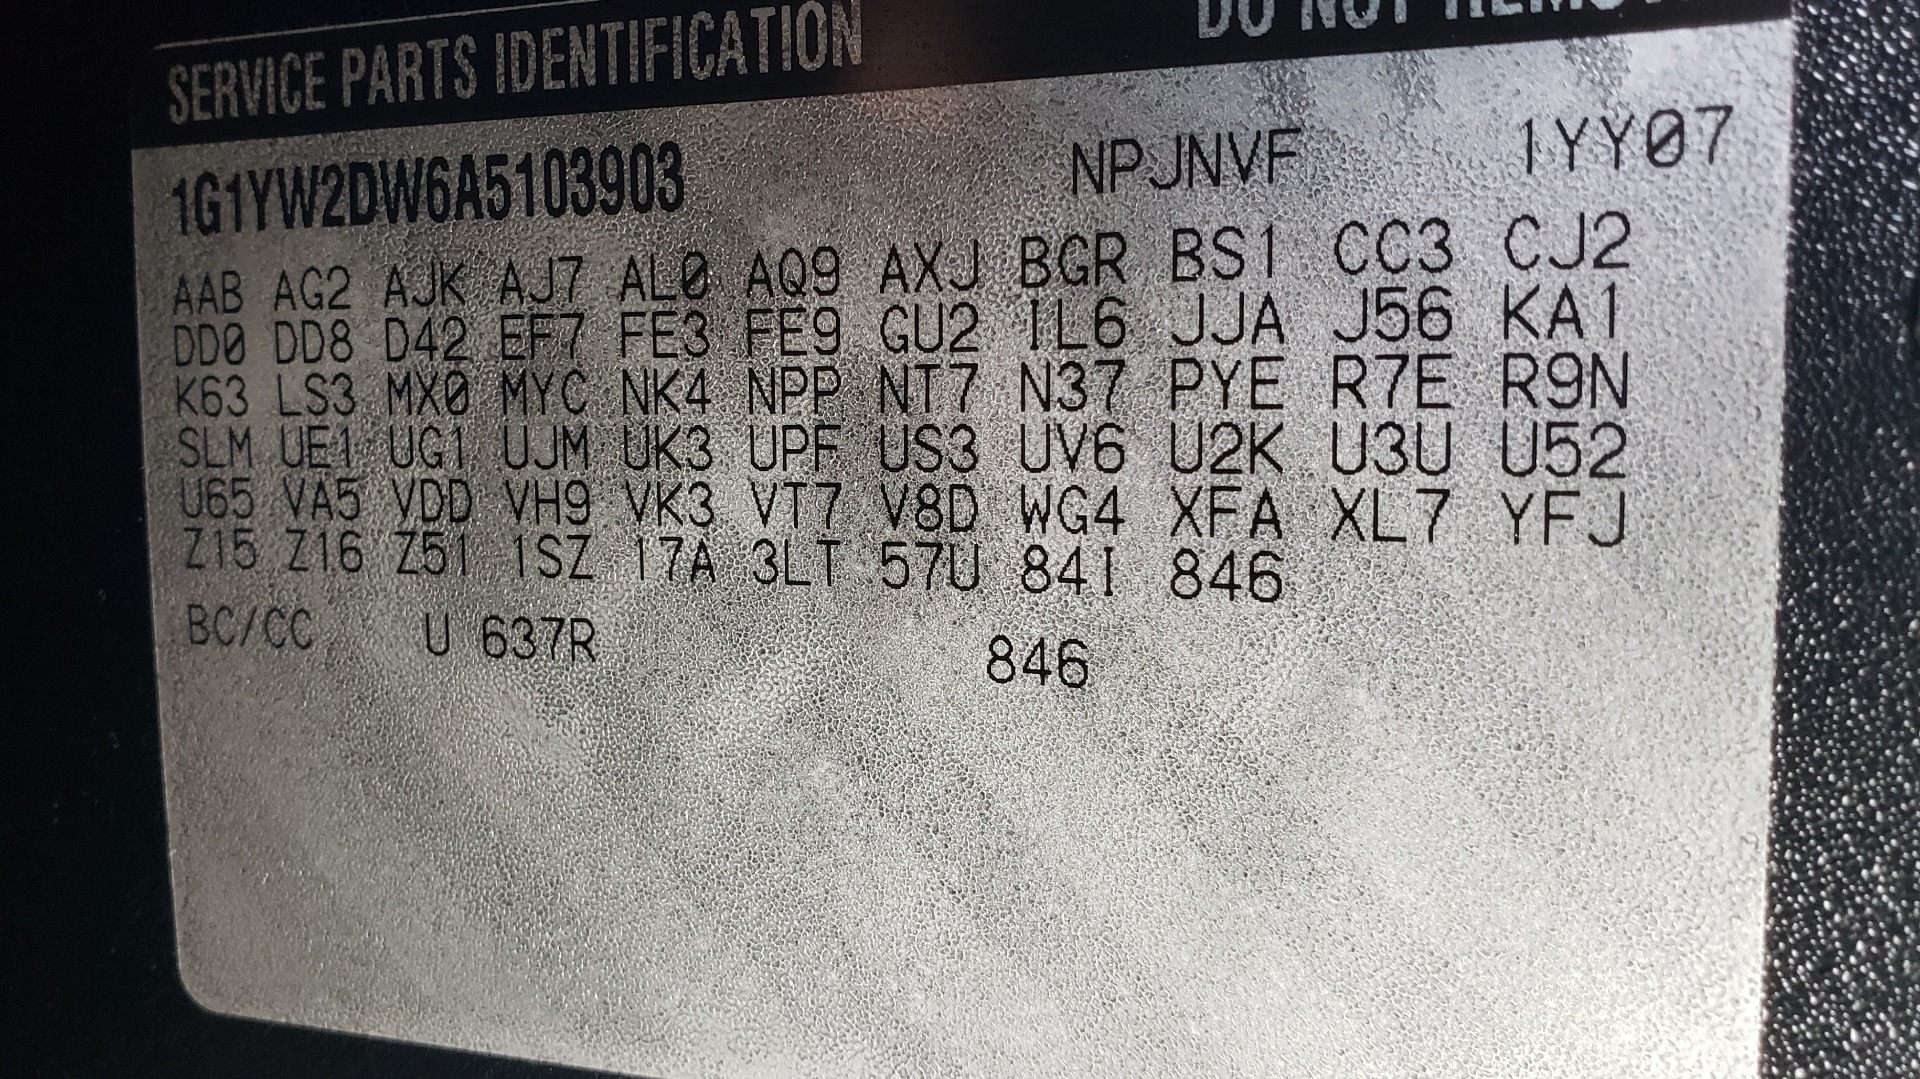 SERVICE PARTS IDENTIFICATION DO NOT REMOVE
1G1YW2DW6A5103903 NPJNVF 1YY07
AAB AG2 AJK AJ7 AL0 AQ9 AXJ BGR BS1 CC3 CJ2
DD0 DD8 D42 EF7 FE3 FE9 GU2 IL6 JJA J56 KA1
K63 LS3 MX0 MYC NK4 NPP NT7 N37 PYE R7E R9N
SLM UE1 UG1 UJM UK3 UPF US3 UV6 U2K U3U U52
U65 VA5 VDD VH9 VK3 VT7 V8D WG4 XFA XL7 YFJ
Z15 Z16 Z51 1SZ 17A 3LT 57U 84I 846
BC/CC U 637R 846